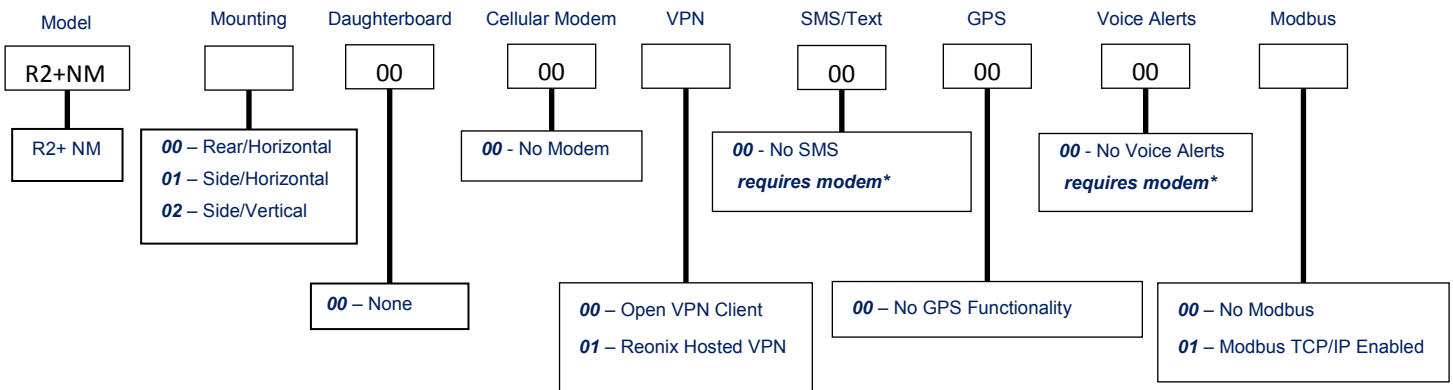 Model
Mounting
Daughterboard
Cellular Modem
VPN
SMS/Text
GPS
Voice Alerts
Modbus
R2+NM
00
00
00
00
00
R2+ NM
00 – Rear/Horizontal
01 – Side/Horizontal
02 – Side/Vertical
00 - No Modem
00 - No SMS
requires modem*
00 - No Voice Alerts
requires modem*
00 – None
00 – Open VPN Client
01 – Reonix Hosted VPN
00 – No GPS Functionality
00 – No Modbus
01 – Modbus TCP/IP Enabled